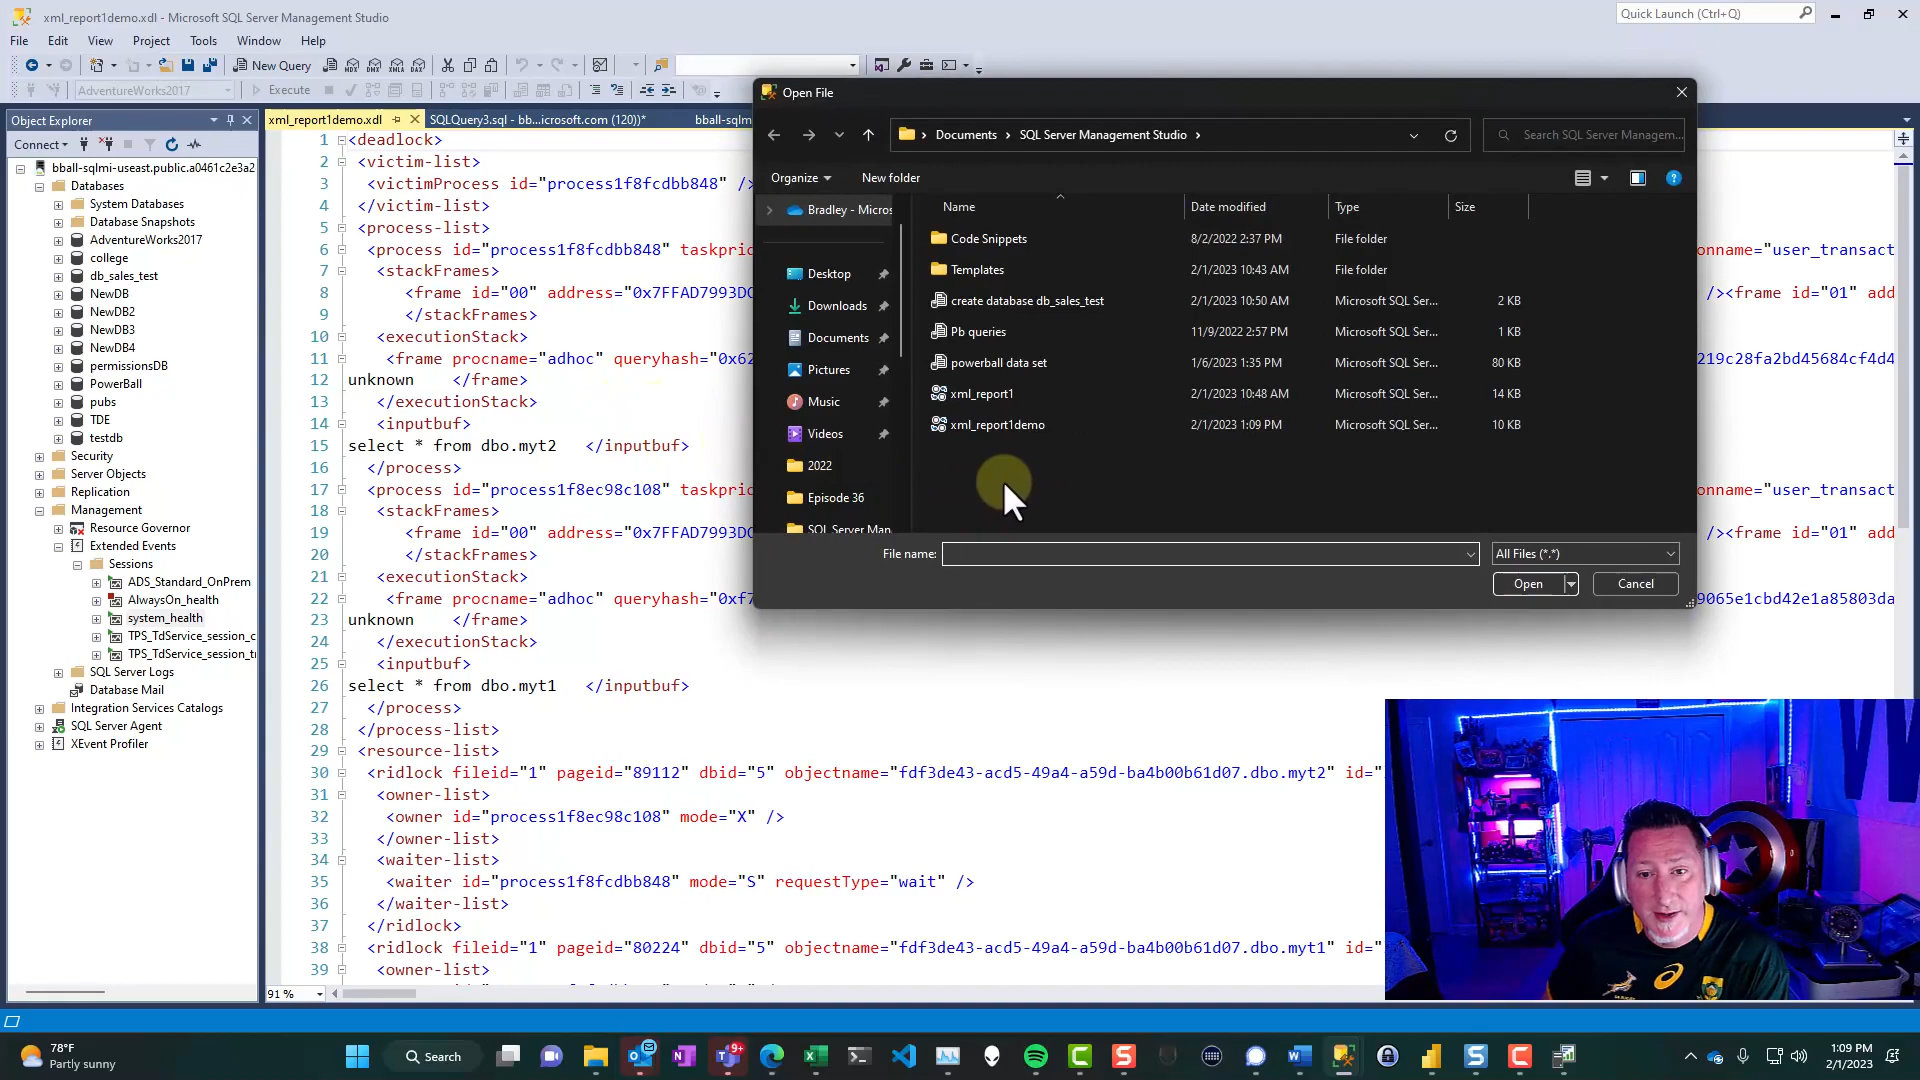 xml_report1demo.xdl - Microsoft SQL Server Management Studio
Quick Launch (Ctrl+Q)
File Edit View Project Tools Window Help
New Query
AdventureWorks2017
Execute
Object Explorer
Connect
bball-sqlmi-useast.public.a0461c2e3a2
Databases
System Databases
Database Snapshots
AdventureWorks2017
college
db_sales_test
NewDB
NewDB2
NewDB3
NewDB4
permissionsDB
PowerBall
pubs
TDE
testdb
Security
Server Objects
Replication
Management
Resource Governor
Extended Events
Sessions
ADS_Standard_OnPrem
AlwaysOn_health
system_health
TPS_TdService_session_c
TPS_TdService_session_tr
SQL Server Logs
Database Mail
Integration Services Catalogs
SQL Server Agent
XEvent Profiler
xml_report1demo.xdl
SQLQuery3.sql - bb...icrosoft.com (120))*
bball-sqlm
1 <deadlock>
2 <victim-list>
3 <victimProcess id="process1f8fcdbb848" />
4 </victim-list>
5 <process-list>
6 <process id="process1f8fcdbb848" taskpric
onname="user_transact
7 <stackFrames>
8 <frame id="00" address="0x7FFAD7993DC
/><frame id="01" add
9 </stackFrames>
10 <executionStack>
11 <frame procname="adhoc" queryhash="0x62
219c28fa2bd45684cf4d4
12 unknown </frame>
13 </executionStack>
14 <inputbuf>
15 select * from dbo.myt2 </inputbuf>
16 </process>
17 <process id="process1f8ec98c108" taskpric
onname="user_transact
18 <stackFrames>
19 <frame id="00" address="0x7FFAD7993DC
/><frame id="01" add
20 </stackFrames>
21 <executionStack>
22 <frame procname="adhoc" queryhash="0xf7
9065e1cbd42e1a85803da
23 unknown </frame>
24 </executionStack>
25 <inputbuf>
26 select * from dbo.myt1 </inputbuf>
27 </process>
28 </process-list>
29 <resource-list>
30 <ridlock fileid="1" pageid="89112" dbid="5" objectname="fdf3de43-acd5-49a4-a59d-ba4b00b61d07.dbo.myt2" id="
31 <owner-list>
32 <owner id="process1f8ec98c108" mode="X" />
33 </owner-list>
34 <waiter-list>
35 <waiter id="process1f8fcdbb848" mode="S" requestType="wait" />
36 </waiter-list>
37 </ridlock>
38 <ridlock fileid="1" pageid="80224" dbid="5" objectname="fdf3de43-acd5-49a4-a59d-ba4b00b61d07.dbo.myt1" id="
39 <owner-list>
91 %
Open File
Documents SQL Server Management Studio
Search SQL Server Managem...
Organize New folder
Bradley - Micros
Desktop
Downloads
Documents
Pictures
Music
Videos
2022
Episode 36
SQL Server Man
Name Date modified Type Size
Code Snippets 8/2/2022 2:37 PM File folder
Templates 2/1/2023 10:43 AM File folder
create database db_sales_test 2/1/2023 10:50 AM Microsoft SQL Ser... 2 KB
Pb queries 11/9/2022 2:57 PM Microsoft SQL Ser... 1 KB
powerball data set 1/6/2023 1:35 PM Microsoft SQL Ser... 80 KB
xml_report1 2/1/2023 10:48 AM Microsoft SQL Ser... 14 KB
xml_report1demo 2/1/2023 1:09 PM Microsoft SQL Ser... 10 KB
File name:
All Files (*.*)
Open Cancel
78°F
Partly sunny
Search
9+
1:09 PM
2/1/2023